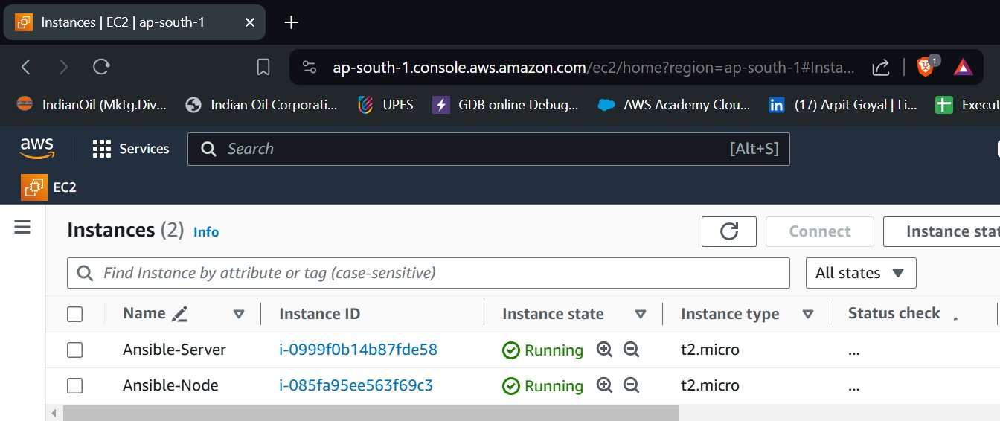 Instances | EC2 | ap-south-1
ap-south-1.console.aws.amazon.com/ec2/home?region=ap-south-1#Insta...
1
IndianOil (Mktg.Div... Indian Oil Corporati... UPES GDB online Debug... AWS Academy Clou... in (17) Arpit Goyal | Li... Execut
aws Services Search [Alt+S]
EC2
Instances (2) Info Connect Instance stat
Find Instance by attribute or tag (case-sensitive) All states
Name Instance ID Instance state Instance type Status check
Ansible-Server i-0999f0b14b87fde58 Running t2.micro ...
Ansible-Node i-085fa95ee563f69c3 Running t2.micro ...